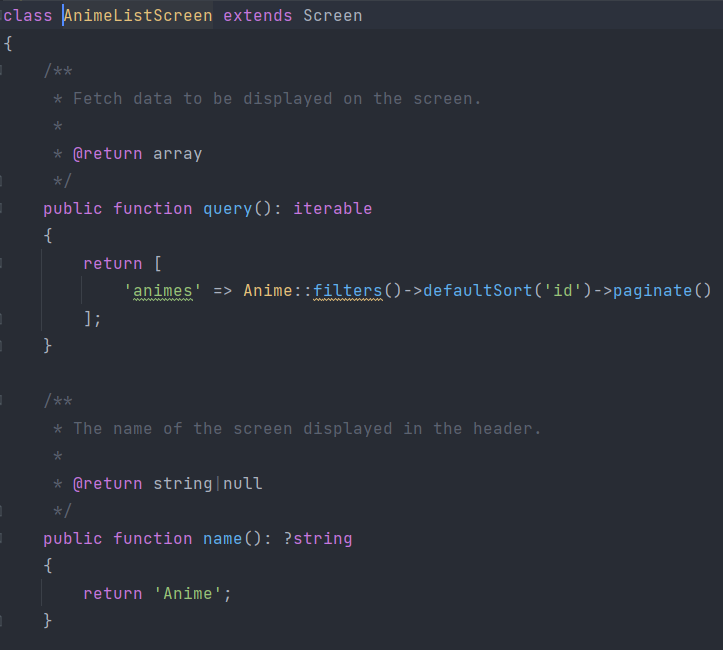 class AnimeListScreen extends Screen
{
    /**
     * Fetch data to be displayed on the screen.
     *
     * @return array
     */
    public function query(): iterable
    {
        return [
            'animes' => Anime::filters()->defaultSort('id')->paginate()
        ];
    }

    /**
     * The name of the screen displayed in the header.
     *
     * @return string|null
     */
    public function name(): ?string
    {
        return 'Anime';
    }